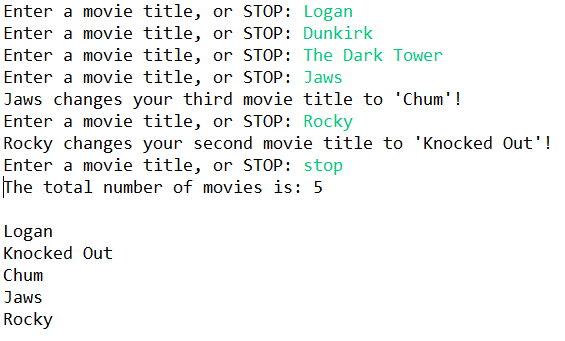 Enter a movie title, or STOP: Logan
Enter a movie title, or STOP: Dunkirk
Enter a movie title, or STOP: The Dark Tower
Enter a movie title, or STOP: Jaws
Jaws changes your third movie title to 'Chum'!
Enter a movie title, or STOP: Rocky
Rocky changes your second movie title to 'Knocked Out'!
Enter a movie title, or STOP: stop
The total number of movies is: 5

Logan
Knocked Out
Chum
Jaws
Rocky